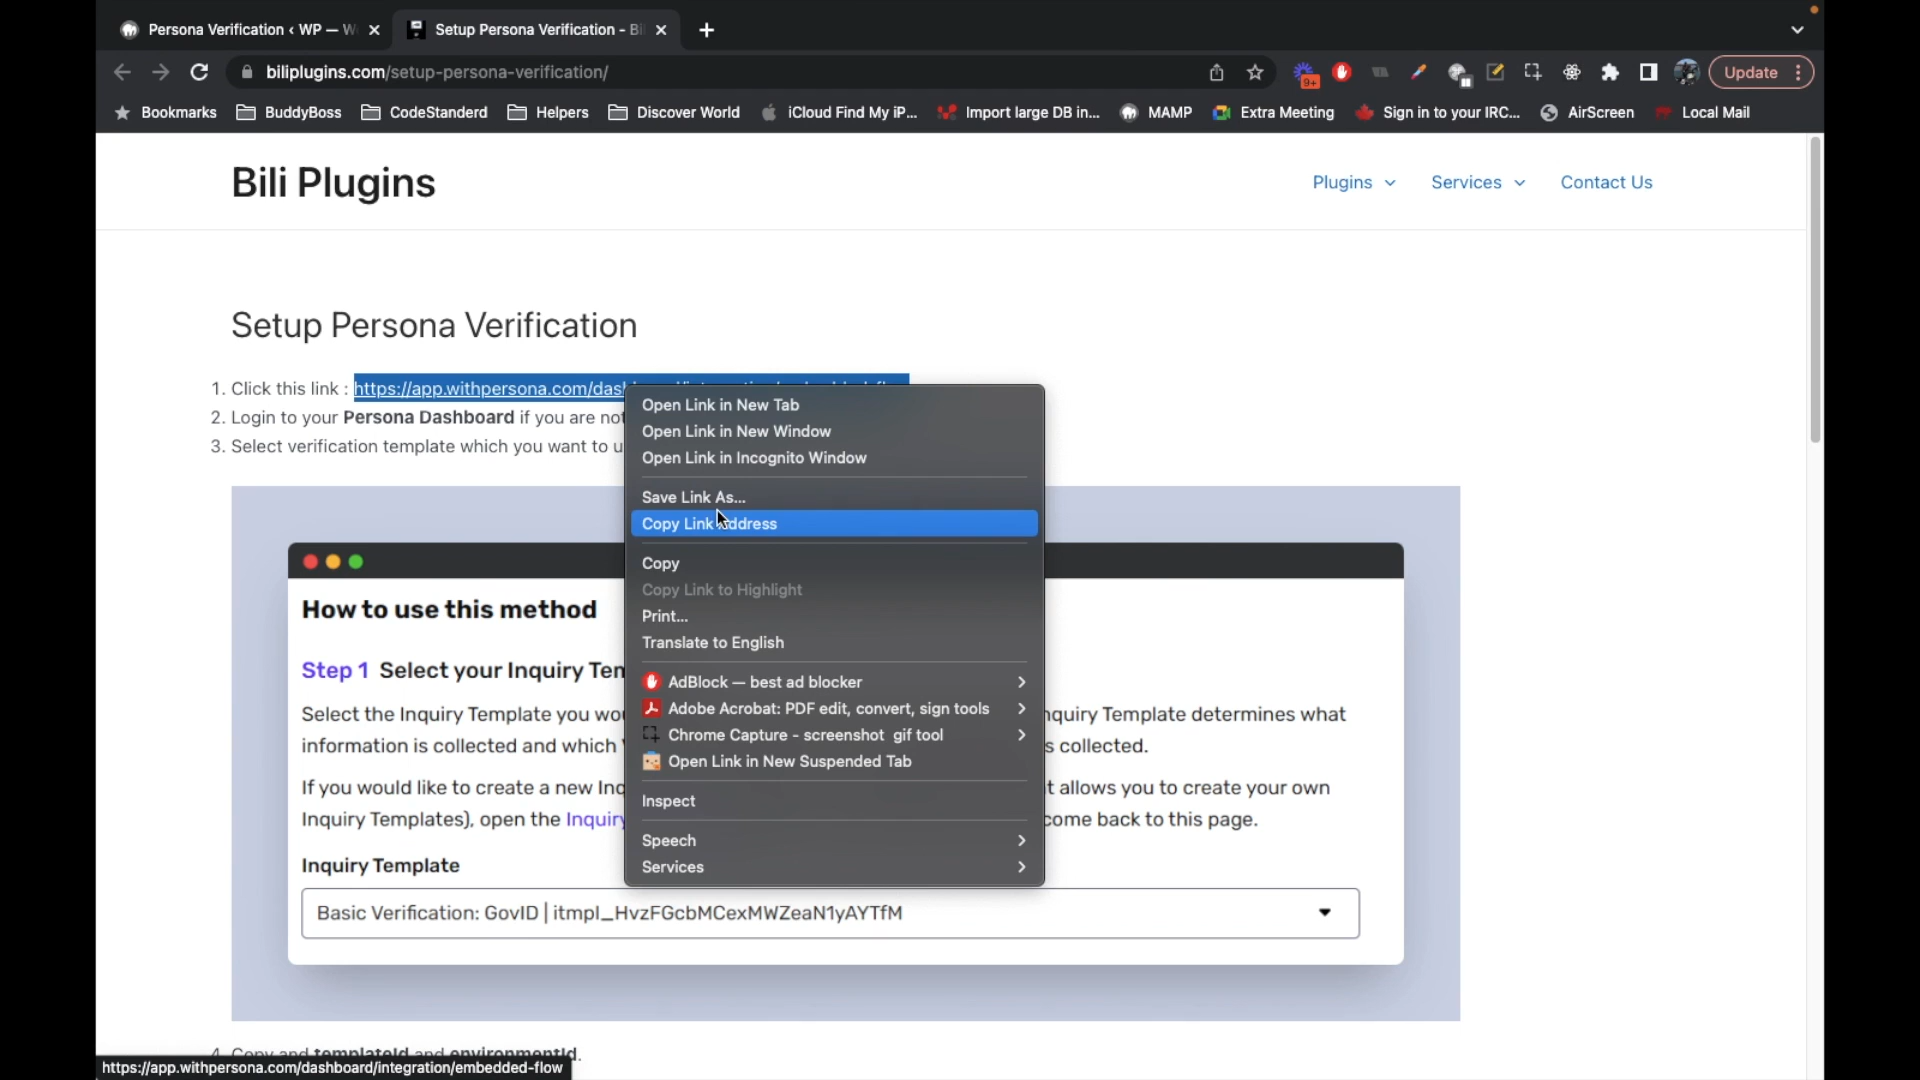 Persona Verification ‹ WP — W
Setup Persona Verification - Bi
biliplugins.com/setup-persona-verification/
9+
Update
Bookmarks
BuddyBoss
CodeStanderd
Helpers
Discover World
iCloud Find My iP...
Import large DB in...
MAMP
Extra Meeting
Sign in to your IRC...
AirScreen
Local Mail
Bili Plugins
Plugins
Services
Contact Us
Setup Persona Verification
1. Click this link : https://app.withpersona.com/das
2. Login to your Persona Dashboard if you are not
3. Select verification template which you want to u
Open Link in New Tab
Open Link in New Window
Open Link in Incognito Window
Save Link As...
Copy Link Address
Copy
Copy Link to Highlight
Print...
Translate to English
AdBlock — best ad blocker
Adobe Acrobat: PDF edit, convert, sign tools
Chrome Capture - screenshot gif tool
Open Link in New Suspended Tab
Inspect
Speech
Services
How to use this method
Step 1 Select your Inquiry Tem
Select the Inquiry Template you wou nquiry Template determines what
information is collected and which s collected.
If you would like to create a new Inq t allows you to create your own
Inquiry Templates), open the Inquiry come back to this page.
Inquiry Template
Basic Verification: GovID | itmpl_HvzFGcbMCexMWZeaN1yAYTfM
4. Copy and templateId and environmentId.
https://app.withpersona.com/dashboard/integration/embedded-flow